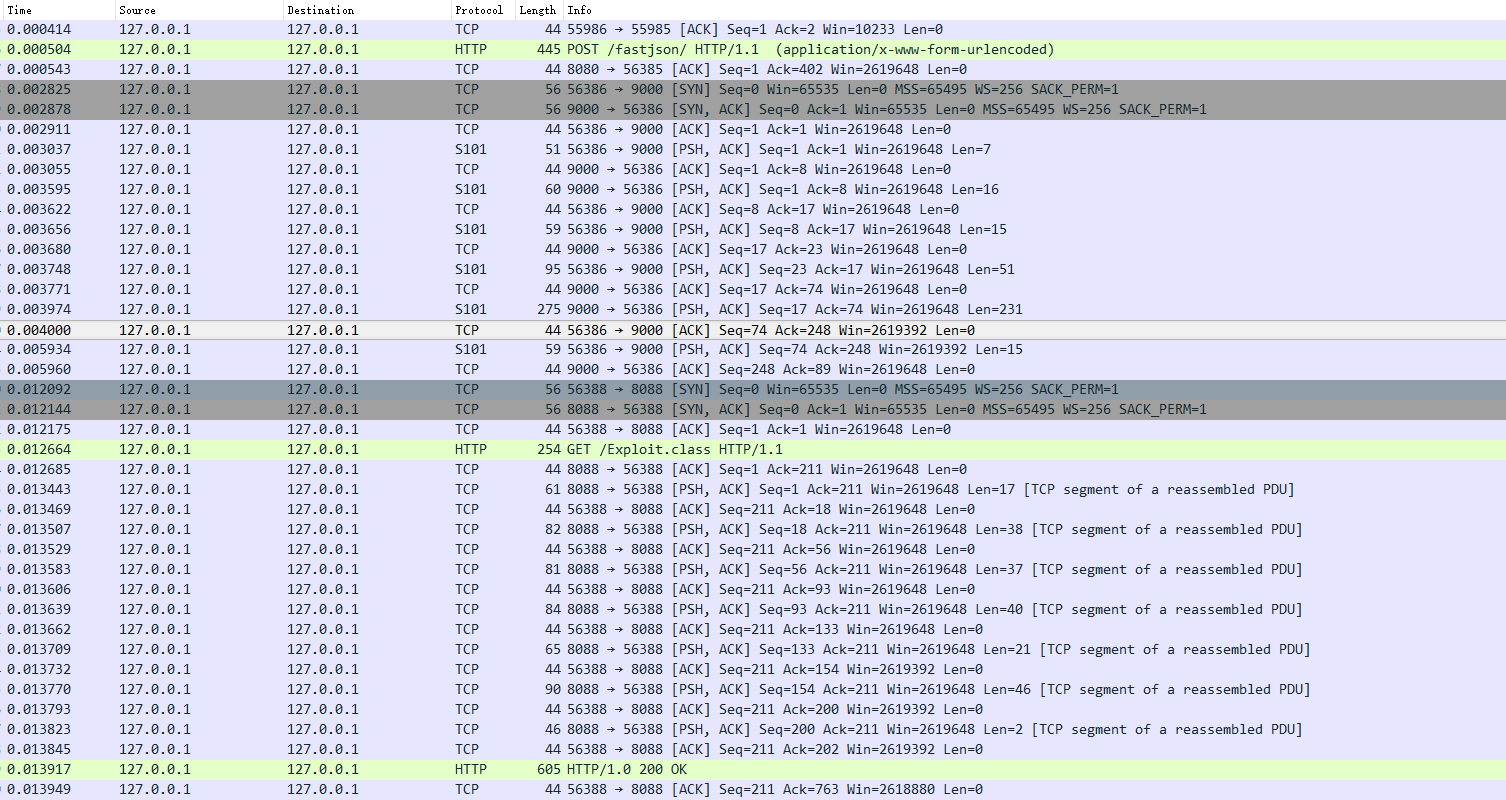 Time Source Destination Protocol Length Info
0.000414 127.0.0.1 127.0.0.1 TCP 44 55986 → 55985 [ACK] Seq=1 Ack=2 Win=10233 Len=0
0.000504 127.0.0.1 127.0.0.1 HTTP 445 POST /fastjson/ HTTP/1.1 (application/x-www-form-urlencoded)
0.000543 127.0.0.1 127.0.0.1 TCP 44 8080 → 56385 [ACK] Seq=1 Ack=402 Win=2619648 Len=0
0.002825 127.0.0.1 127.0.0.1 TCP 56 56386 → 9000 [SYN] Seq=0 Win=65535 Len=0 MSS=65495 WS=256 SACK_PERM=1
0.002878 127.0.0.1 127.0.0.1 TCP 56 9000 → 56386 [SYN, ACK] Seq=0 Ack=1 Win=65535 Len=0 MSS=65495 WS=256 SACK_PERM=1
0.002911 127.0.0.1 127.0.0.1 TCP 44 56386 → 9000 [ACK] Seq=1 Ack=1 Win=2619648 Len=0
0.003037 127.0.0.1 127.0.0.1 S101 51 56386 → 9000 [PSH, ACK] Seq=1 Ack=1 Win=2619648 Len=7
0.003055 127.0.0.1 127.0.0.1 TCP 44 9000 → 56386 [ACK] Seq=1 Ack=8 Win=2619648 Len=0
0.003595 127.0.0.1 127.0.0.1 S101 60 9000 → 56386 [PSH, ACK] Seq=1 Ack=8 Win=2619648 Len=16
0.003622 127.0.0.1 127.0.0.1 TCP 44 56386 → 9000 [ACK] Seq=8 Ack=17 Win=2619648 Len=0
0.003656 127.0.0.1 127.0.0.1 S101 59 56386 → 9000 [PSH, ACK] Seq=8 Ack=17 Win=2619648 Len=15
0.003680 127.0.0.1 127.0.0.1 TCP 44 9000 → 56386 [ACK] Seq=17 Ack=23 Win=2619648 Len=0
0.003748 127.0.0.1 127.0.0.1 S101 95 56386 → 9000 [PSH, ACK] Seq=23 Ack=17 Win=2619648 Len=51
0.003771 127.0.0.1 127.0.0.1 TCP 44 9000 → 56386 [ACK] Seq=17 Ack=74 Win=2619648 Len=0
0.003974 127.0.0.1 127.0.0.1 S101 275 9000 → 56386 [PSH, ACK] Seq=17 Ack=74 Win=2619648 Len=231
0.004000 127.0.0.1 127.0.0.1 TCP 44 56386 → 9000 [ACK] Seq=74 Ack=248 Win=2619392 Len=0
0.005934 127.0.0.1 127.0.0.1 S101 59 56386 → 9000 [PSH, ACK] Seq=74 Ack=248 Win=2619392 Len=15
0.005960 127.0.0.1 127.0.0.1 TCP 44 9000 → 56386 [ACK] Seq=248 Ack=89 Win=2619648 Len=0
0.012092 127.0.0.1 127.0.0.1 TCP 56 56388 → 8088 [SYN] Seq=0 Win=65535 Len=0 MSS=65495 WS=256 SACK_PERM=1
0.012144 127.0.0.1 127.0.0.1 TCP 56 8088 → 56388 [SYN, ACK] Seq=0 Ack=1 Win=65535 Len=0 MSS=65495 WS=256 SACK_PERM=1
0.012175 127.0.0.1 127.0.0.1 TCP 44 56388 → 8088 [ACK] Seq=1 Ack=1 Win=2619648 Len=0
0.012664 127.0.0.1 127.0.0.1 HTTP 254 GET /Exploit.class HTTP/1.1
0.012685 127.0.0.1 127.0.0.1 TCP 44 8088 → 56388 [ACK] Seq=1 Ack=211 Win=2619648 Len=0
0.013443 127.0.0.1 127.0.0.1 TCP 61 8088 → 56388 [PSH, ACK] Seq=1 Ack=211 Win=2619648 Len=17 [TCP segment of a reassembled PDU]
0.013469 127.0.0.1 127.0.0.1 TCP 44 56388 → 8088 [ACK] Seq=211 Ack=18 Win=2619648 Len=0
0.013507 127.0.0.1 127.0.0.1 TCP 82 8088 → 56388 [PSH, ACK] Seq=18 Ack=211 Win=2619648 Len=38 [TCP segment of a reassembled PDU]
0.013529 127.0.0.1 127.0.0.1 TCP 44 56388 → 8088 [ACK] Seq=211 Ack=56 Win=2619648 Len=0
0.013583 127.0.0.1 127.0.0.1 TCP 81 8088 → 56388 [PSH, ACK] Seq=56 Ack=211 Win=2619648 Len=37 [TCP segment of a reassembled PDU]
0.013606 127.0.0.1 127.0.0.1 TCP 44 56388 → 8088 [ACK] Seq=211 Ack=93 Win=2619648 Len=0
0.013639 127.0.0.1 127.0.0.1 TCP 84 8088 → 56388 [PSH, ACK] Seq=93 Ack=211 Win=2619648 Len=40 [TCP segment of a reassembled PDU]
0.013662 127.0.0.1 127.0.0.1 TCP 44 56388 → 8088 [ACK] Seq=211 Ack=133 Win=2619648 Len=0
0.013709 127.0.0.1 127.0.0.1 TCP 65 8088 → 56388 [PSH, ACK] Seq=133 Ack=211 Win=2619648 Len=21 [TCP segment of a reassembled PDU]
0.013732 127.0.0.1 127.0.0.1 TCP 44 56388 → 8088 [ACK] Seq=211 Ack=154 Win=2619392 Len=0
0.013770 127.0.0.1 127.0.0.1 TCP 90 8088 → 56388 [PSH, ACK] Seq=154 Ack=211 Win=2619648 Len=46 [TCP segment of a reassembled PDU]
0.013793 127.0.0.1 127.0.0.1 TCP 44 56388 → 8088 [ACK] Seq=211 Ack=200 Win=2619392 Len=0
0.013823 127.0.0.1 127.0.0.1 TCP 46 8088 → 56388 [PSH, ACK] Seq=200 Ack=211 Win=2619648 Len=2 [TCP segment of a reassembled PDU]
0.013845 127.0.0.1 127.0.0.1 TCP 44 56388 → 8088 [ACK] Seq=211 Ack=202 Win=2619392 Len=0
0.013917 127.0.0.1 127.0.0.1 HTTP 605 HTTP/1.0 200 OK
0.013949 127.0.0.1 127.0.0.1 TCP 44 56388 → 8088 [ACK] Seq=211 Ack=763 Win=2618880 Len=0